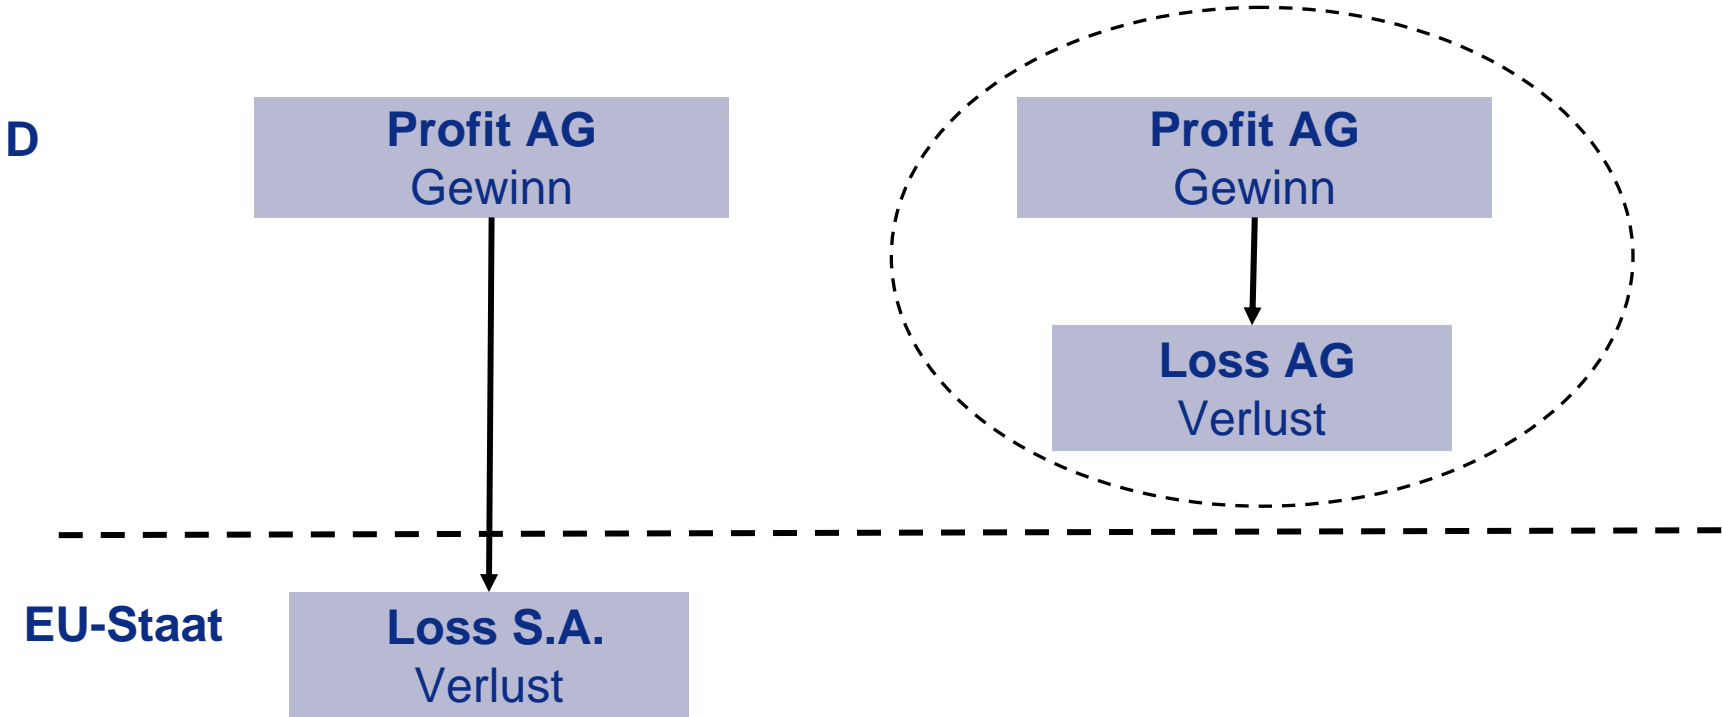 D
Profit AG
Gewinn
Profit AG
Gewinn
Loss AG
Verlust
EU-Staat
Loss S.A.
Verlust